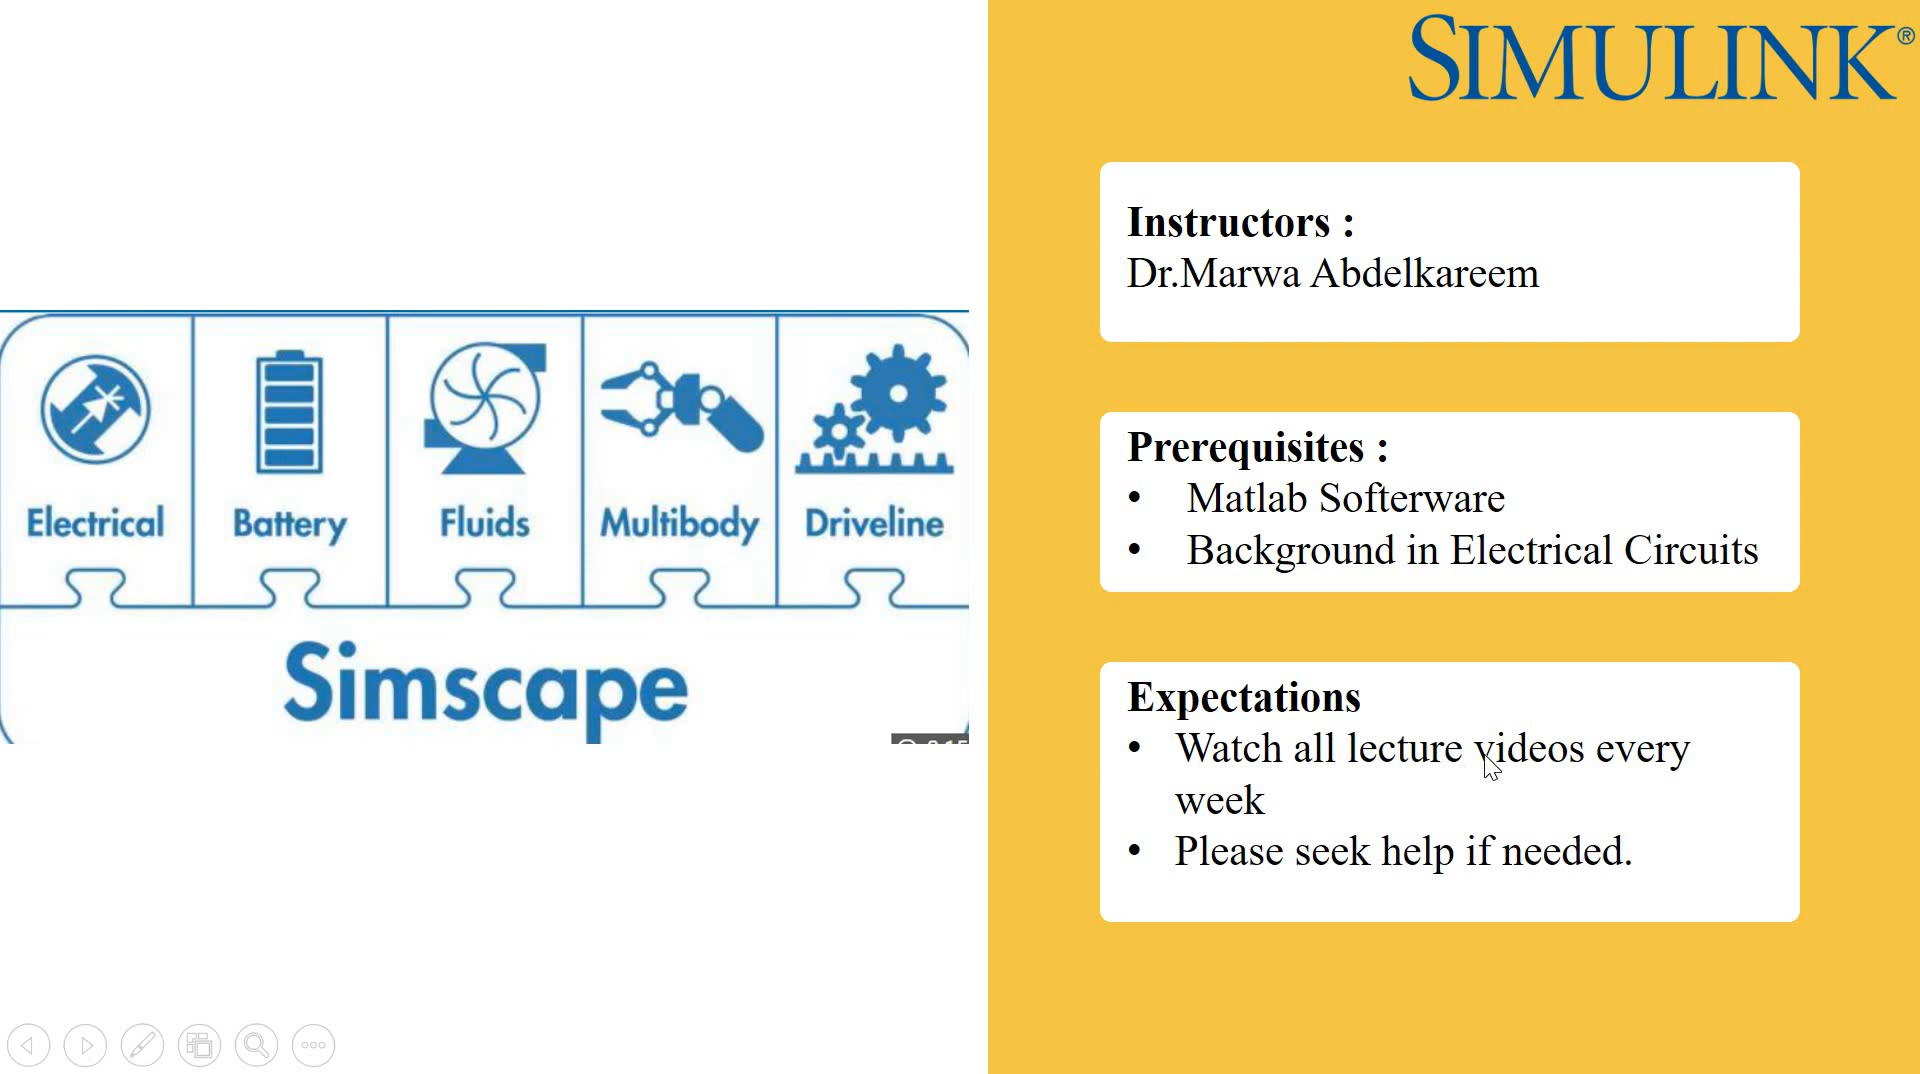 SIMULINK®
Electrical Battery Fluids Multibody Driveline
Simscape
Instructors :
Dr.Marwa Abdelkareem
Prerequisites :
• Matlab Softerware
• Background in Electrical Circuits
Expectations
• Watch all lecture videos every
week
• Please seek help if needed.